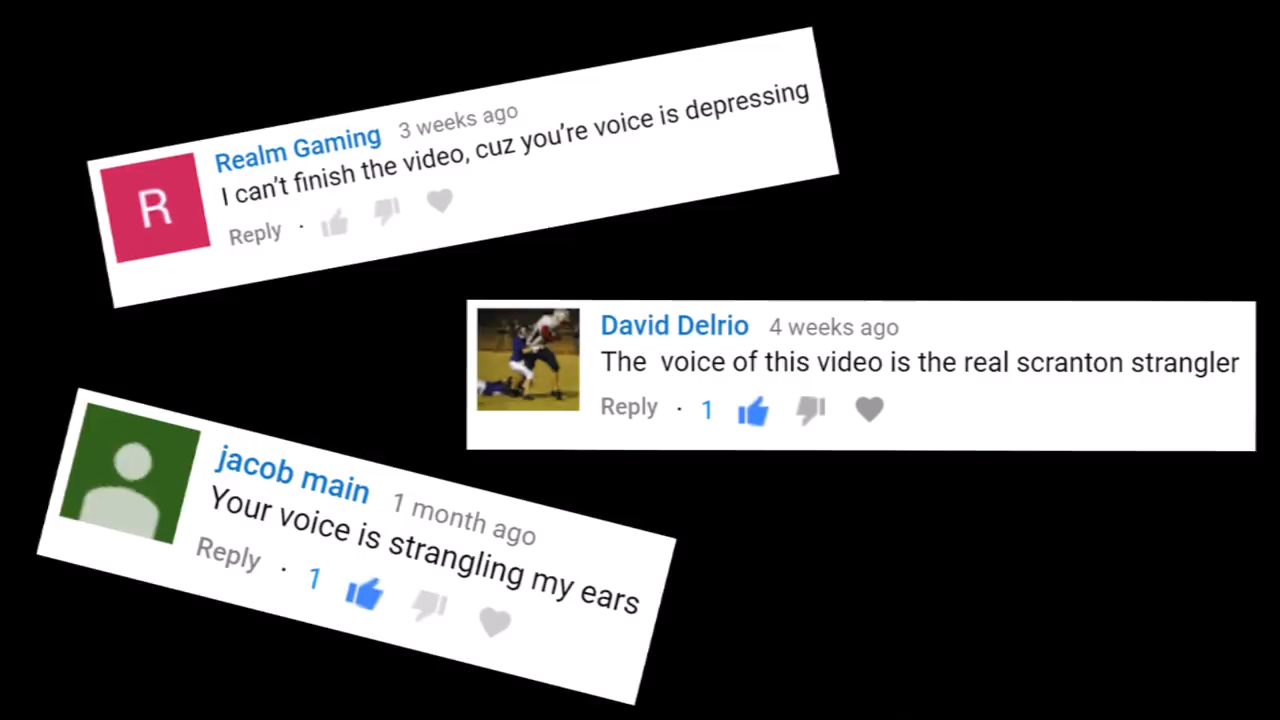 Realm Gaming 3 weeks ago
I can't finish the video, cuz you're voice is depressing
R
Reply ·
David Delrio 4 weeks ago
The voice of this video is the real scranton strangler
Reply · 1
jacob main 1 month ago
Your voice is strangling my ears
Reply · 1